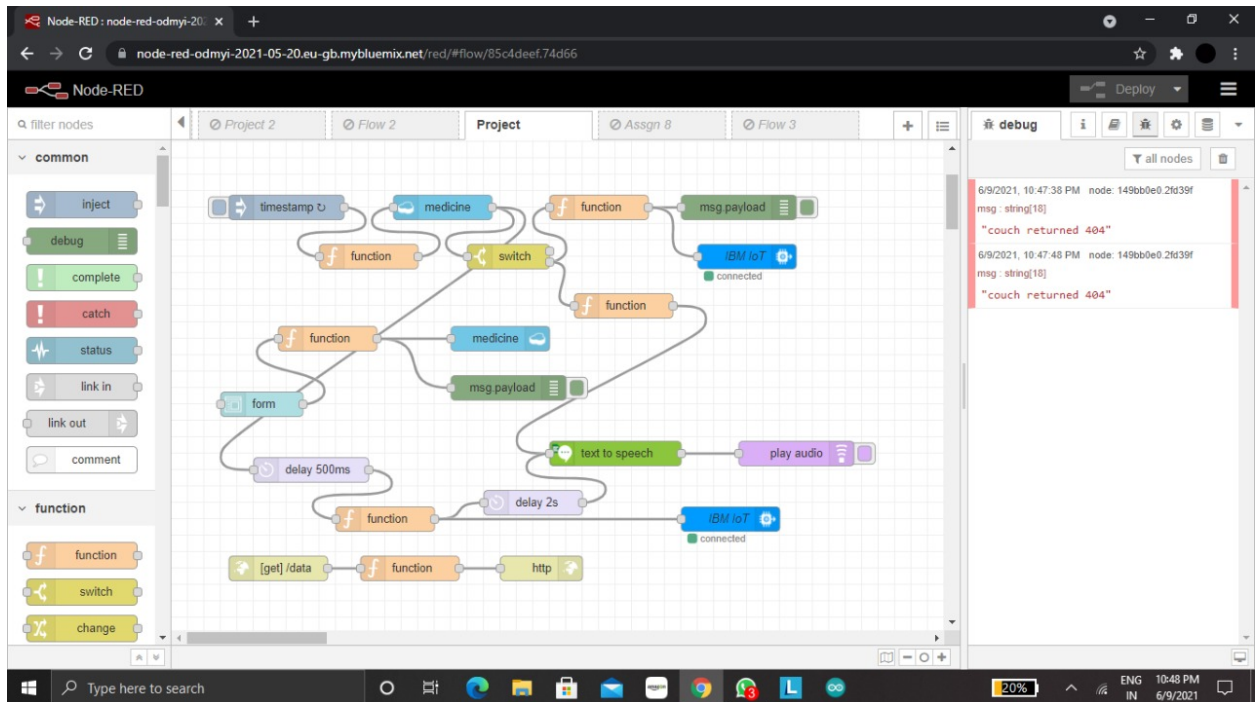 Node-RED : node-red-odmyi-202
node-red-odmyi-2021-05-20.eu-gb.mybluemix.net/red/#flow/85c4deef.74d66
Node-RED
Deploy
filter nodes
Project 2
Flow 2
Project
Assgn 8
Flow 3
debug
i
all nodes
common
inject
debug
complete
catch
status
link in
link out
comment
function
function
switch
change
timestamp ↻
medicine
function
msg.payload
function
switch
IBM IoT
connected
function
function
medicine
msg.payload
form
text to speech
play audio
delay 500ms
delay 2s
function
IBM IoT
connected
[get] /data
function
http
6/9/2021, 10:47:38 PM node: 149bb0e0.2fd39f
msg : string[18]
"couch returned 404"
6/9/2021, 10:47:48 PM node: 149bb0e0.2fd39f
msg : string[18]
"couch returned 404"
Type here to search
L
20%
ENG
IN
10:48 PM
6/9/2021